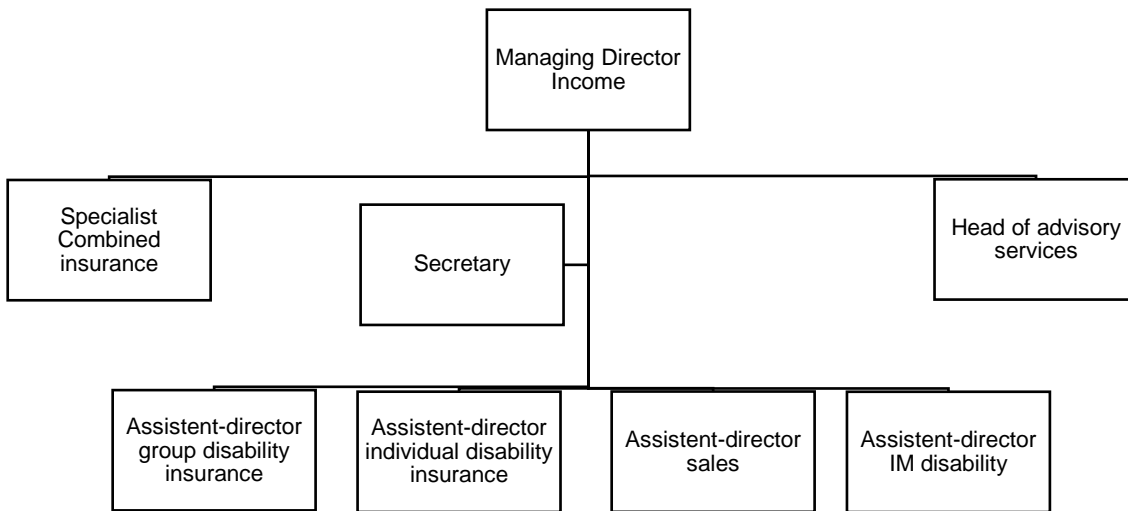 Managing Director
Income
Specialist
Combined
insurance
Secretary
Head of advisory
services
Assistent-director
group disability
insurance
Assistent-director
individual disability
insurance
Assistent-director
sales
Assistent-director
IM disability